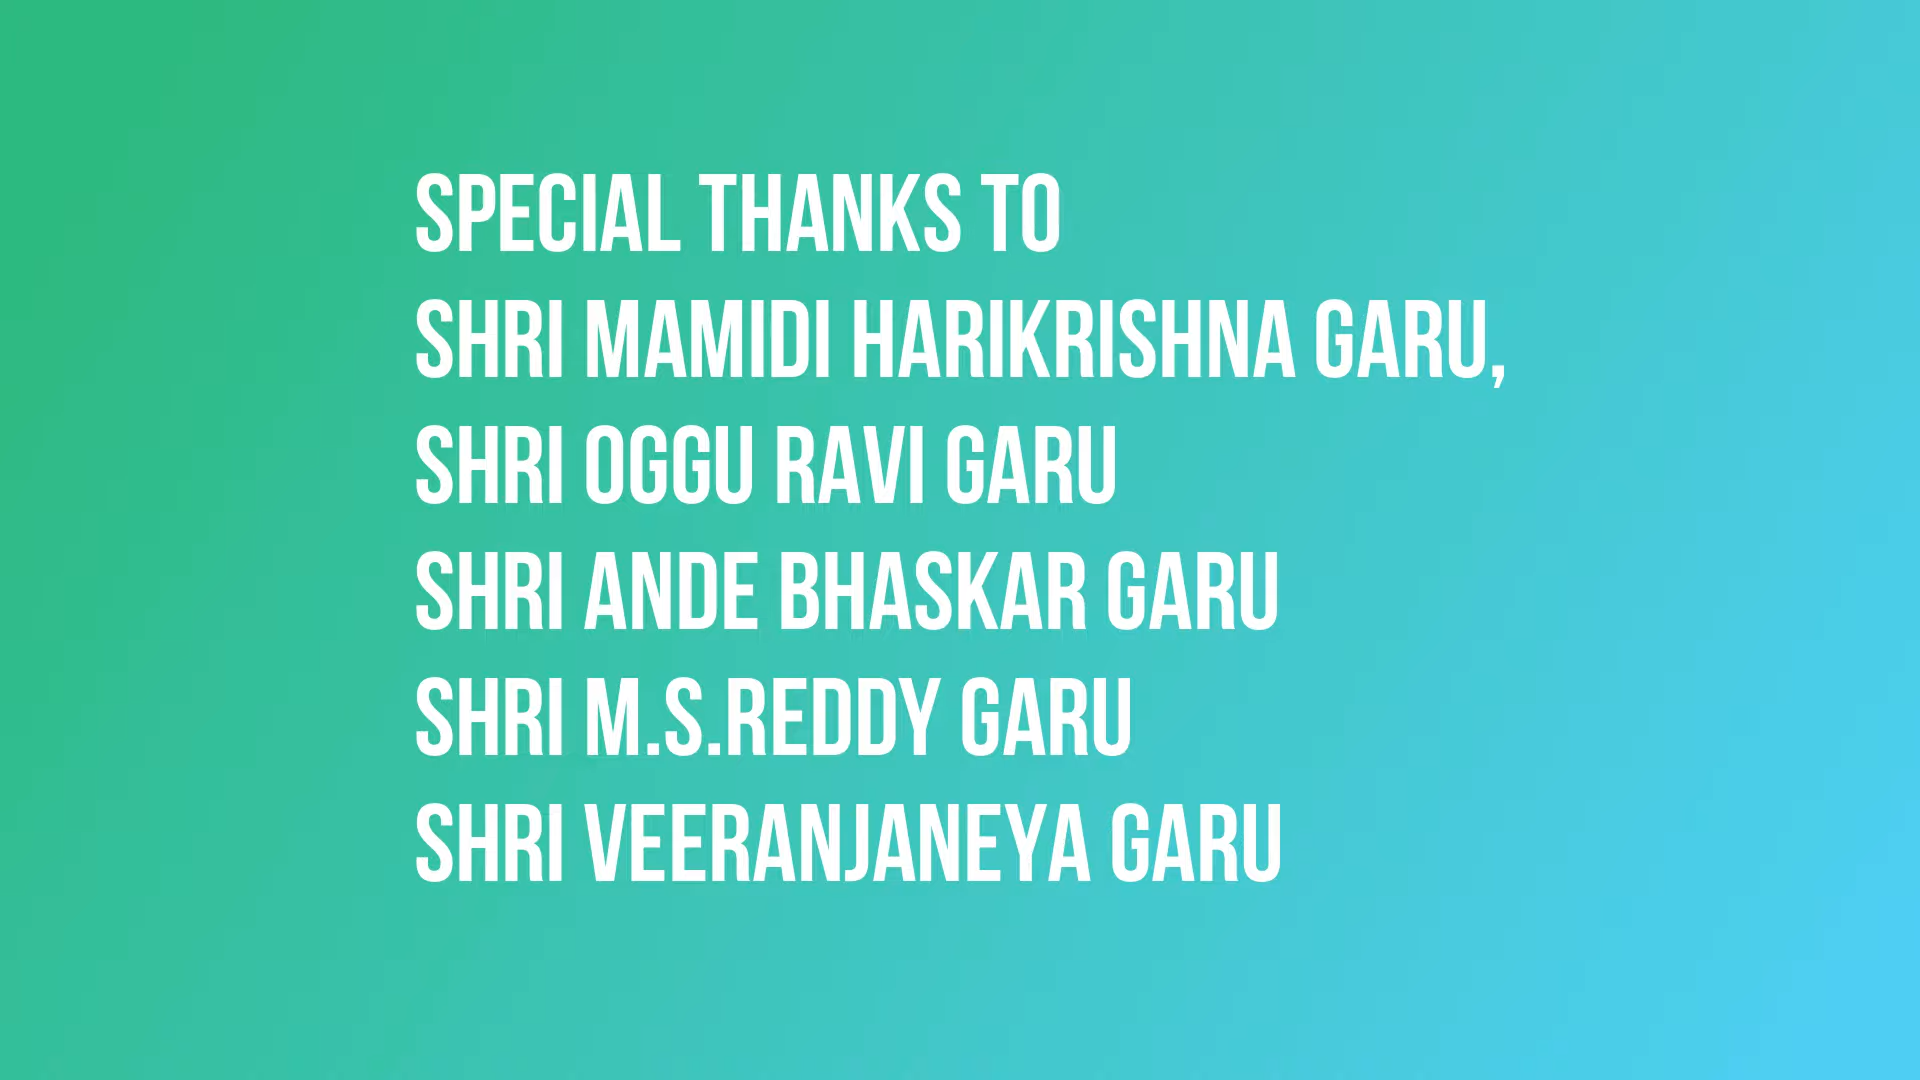 SPECIAL THANKS TO
SHRI MAMIDI HARIKRISHNA GARU,
SHRI OGGU RAVI GARU
SHRI ANDE BHASKAR GARU
SHRI M.S.REDDY GARU
SHRI VEERANJANEYA GARU